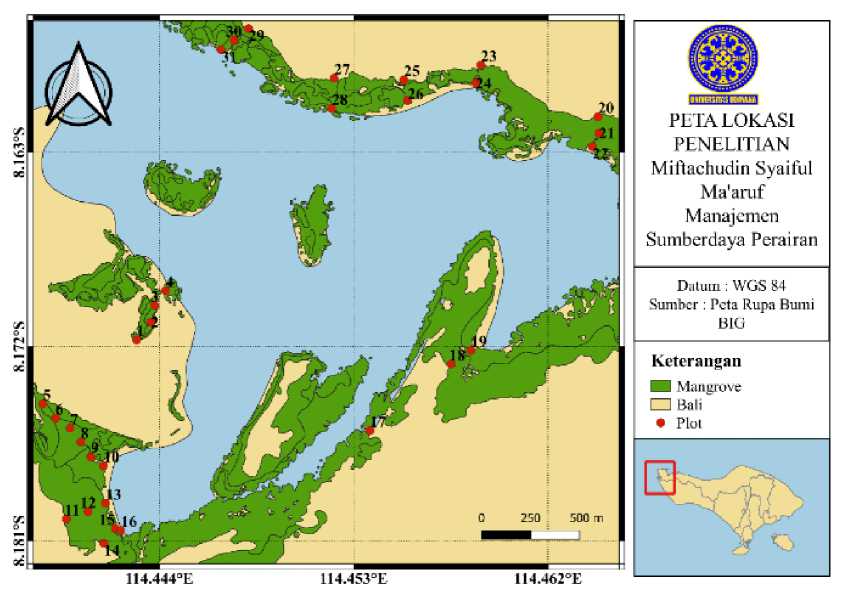 30
29
31
27
25
23
24
28
26
20
21
22
8.163°S
4
3
2
1
8.172°S
19
18
5
6
7
8
9
10
17
11
12
13
15
16
14
8.181°S
0 250 500 m
114.444°E 114.453°E 114.462°E
UNIVERSITAS UDAYANA
PETA LOKASI
PENELITIAN
Miftachudin Syaiful
Ma'aruf
Manajemen
Sumberdaya Perairan
Datum : WGS 84
Sumber : Peta Rupa Bumi
BIG
Keterangan
Mangrove
Bali
Plot